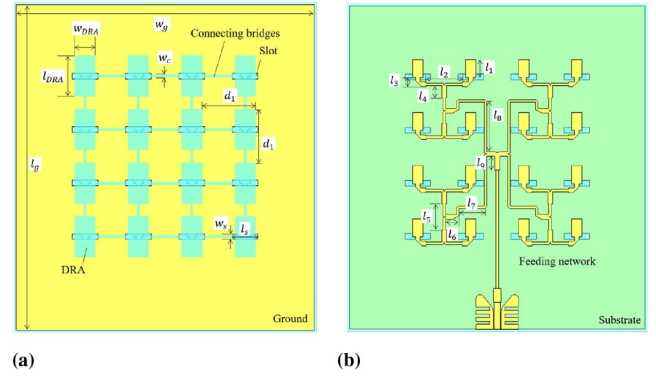 w_DRA
w_g
Connecting bridges
Slot
w_c
l_DRA
d_1
d_1
l_g
w_s
l_s
DRA
Ground
(a)
l_1
l_2
l_3
l_4
l_8
l_9
l_7
l_5
l_6
Feeding network
Substrate
(b)